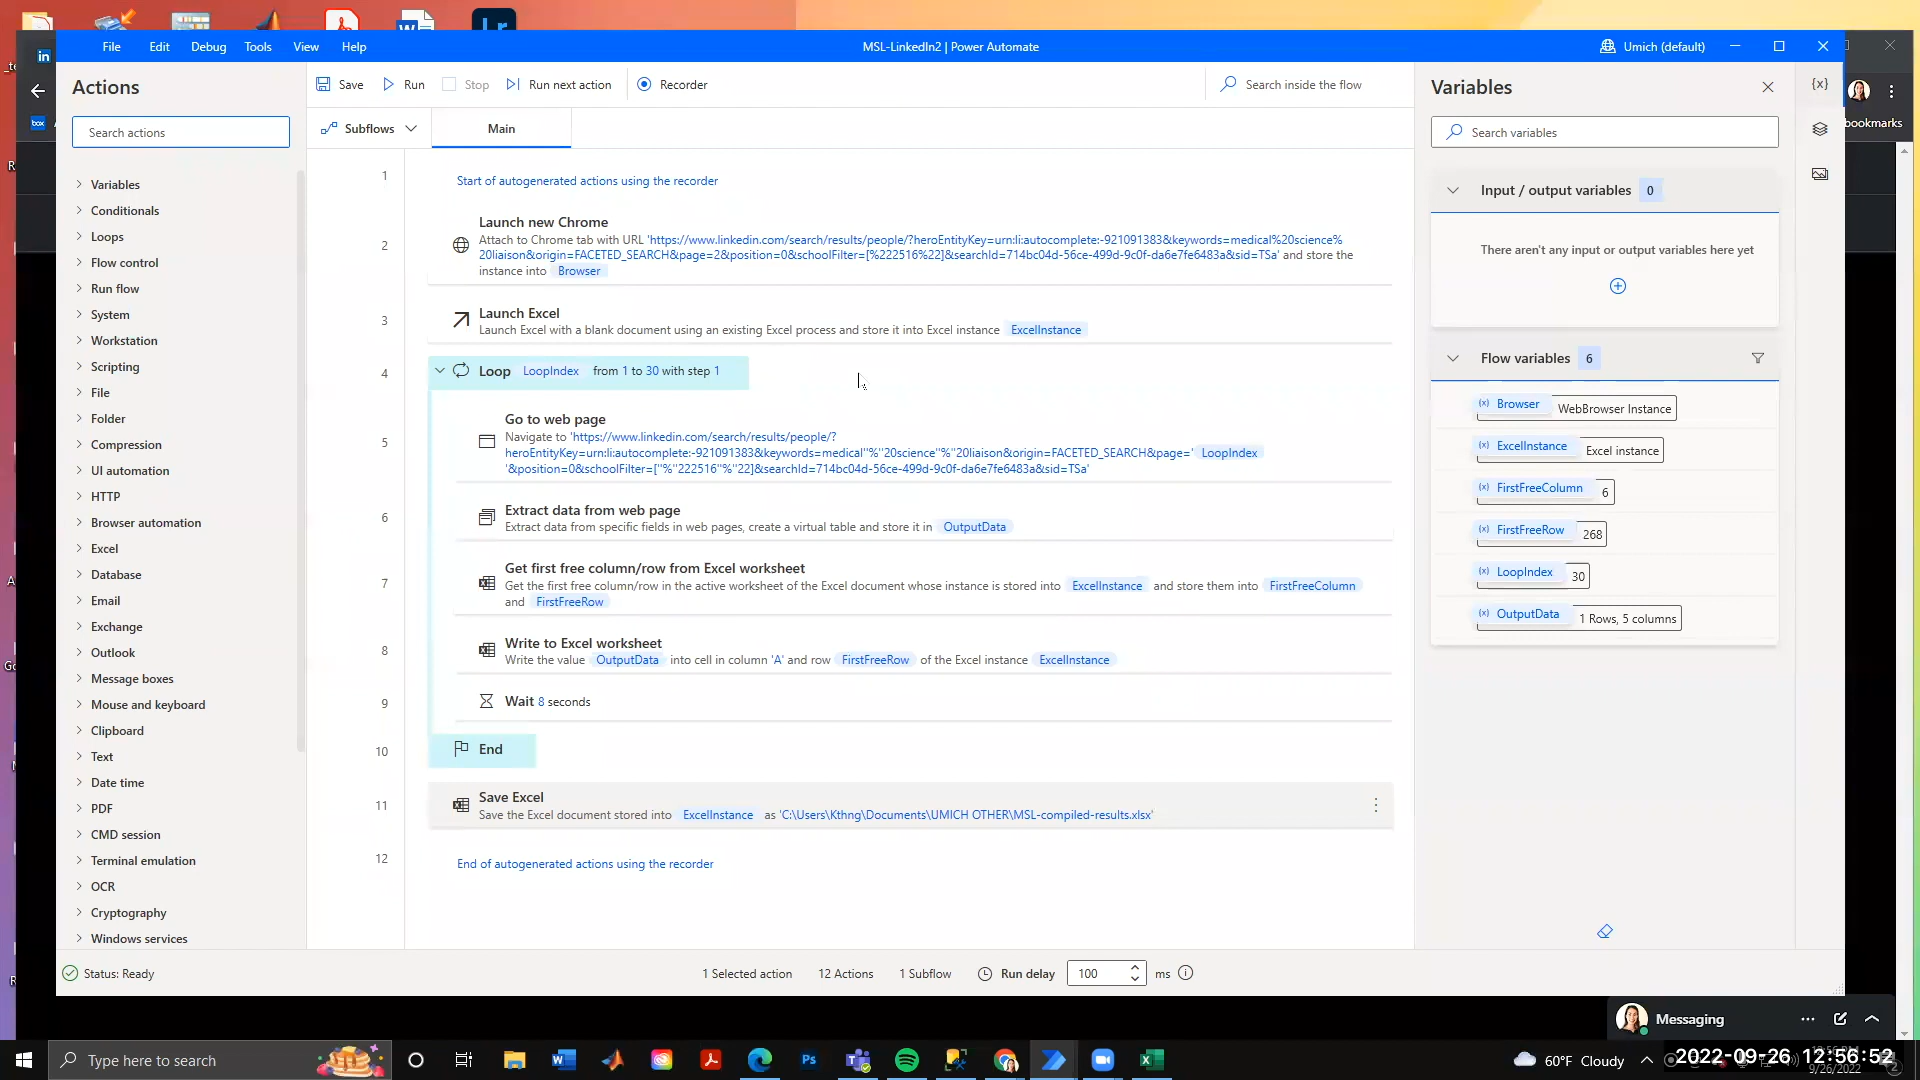 File Edit Debug Tools View Help
MSL-LinkedIn2 | Power Automate
Umich (default)
Actions
Search actions
Variables
Conditionals
Loops
Flow control
Run flow
System
Workstation
Scripting
File
Folder
Compression
UI automation
HTTP
Browser automation
Excel
Database
Email
Exchange
Outlook
Message boxes
Mouse and keyboard
Clipboard
Text
Date time
PDF
CMD session
Terminal emulation
OCR
Cryptography
Windows services
Save Run Stop Run next action Recorder
Search inside the flow
Subflows Main
1
Start of autogenerated actions using the recorder
2
Launch new Chrome
Attach to Chrome tab with URL 'https://www.linkedin.com/search/results/people/?heroEntityKey=urn:li:autocomplete:-921091383&keywords=medical%20science%
20liaison&origin=FACETED_SEARCH&page=2&position=0&schoolFilter=[%222516%22]&searchId=714bc04d-56ce-499d-9c0f-da6e7fe6483a&sid=TSa' and store the
instance into Browser
3
Launch Excel
Launch Excel with a blank document using an existing Excel process and store it into Excel instance ExcelInstance
4
Loop LoopIndex from 1 to 30 with step 1
5
Go to web page
Navigate to 'https://www.linkedin.com/search/results/people/?
heroEntityKey=urn:li:autocomplete:-921091383&keywords=medical''%''20science''%''20liaison&origin=FACETED_SEARCH&page=' LoopIndex
'&position=0&schoolFilter=[''%''222516''%''22]&searchId=714bc04d-56ce-499d-9c0f-da6e7fe6483a&sid=TSa'
6
Extract data from web page
Extract data from specific fields in web pages, create a virtual table and store it in OutputData
7
Get first free column/row from Excel worksheet
Get the first free column/row in the active worksheet of the Excel document whose instance is stored into ExcelInstance and store them into FirstFreeColumn
and FirstFreeRow
8
Write to Excel worksheet
Write the value OutputData into cell in column 'A' and row FirstFreeRow of the Excel instance ExcelInstance
9
Wait 8 seconds
10
End
11
Save Excel
Save the Excel document stored into ExcelInstance as 'C:\Users\Kthng\Documents\UMICH OTHER\MSL-compiled-results.xlsx'
12
End of autogenerated actions using the recorder
Variables
{x}
Search variables
Input / output variables 0
There aren't any input or output variables here yet
Flow variables 6
(x) Browser WebBrowser Instance
(x) ExcelInstance Excel instance
(x) FirstFreeColumn 6
(x) FirstFreeRow 268
(x) LoopIndex 30
(x) OutputData 1 Rows, 5 columns
bookmarks
Status: Ready
1 Selected action 12 Actions 1 Subflow Run delay 100 ms
Messaging
Type here to search
60°F Cloudy
2022-09-26 12:56:52
9/26/2022
in
box
Ps